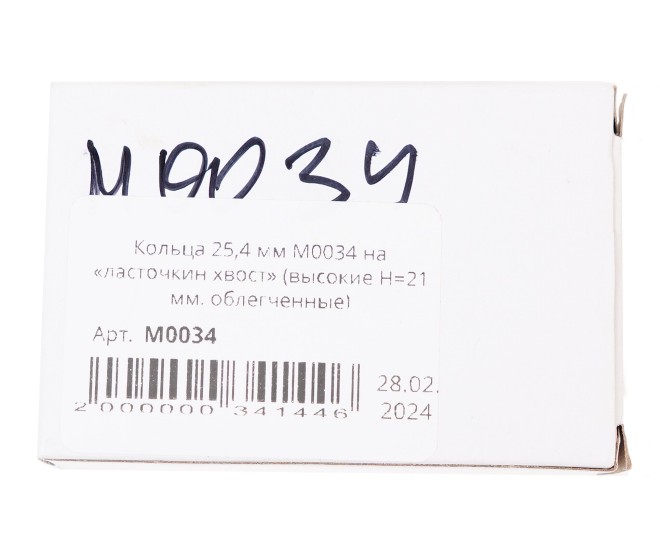 M0034
Кольца 25,4 мм M0034 на
«ласточкин хвост» (высокие H=21
мм. облегченные)
Арт. M0034
28.02.
2 000000 341446
2024